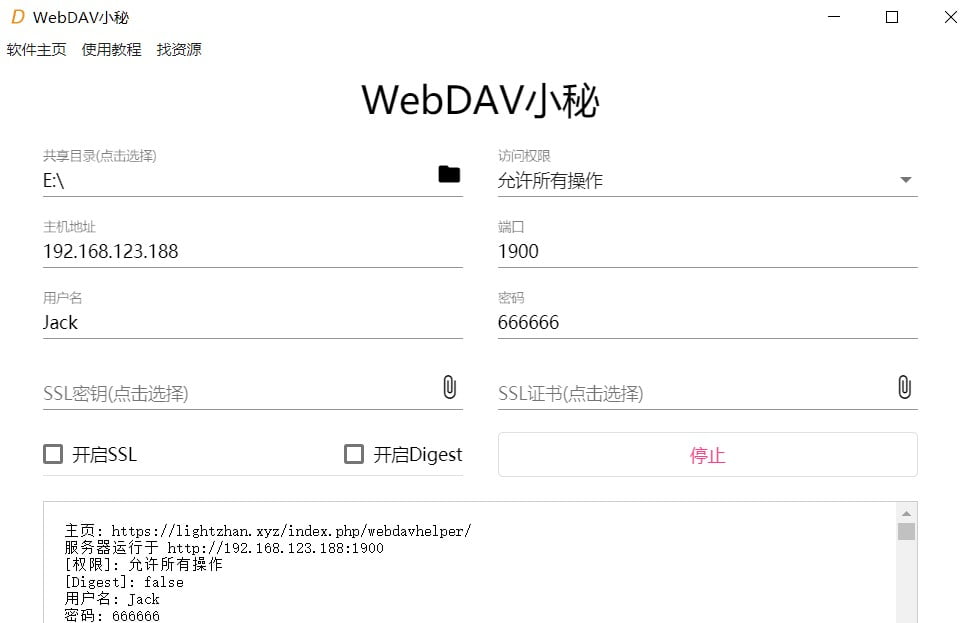 D WebDAV小秘
软件主页 使用教程 找资源
WebDAV小秘
共享目录(点击选择)
E:\
访问权限
允许所有操作
主机地址
192.168.123.188
端口
1900
用户名
Jack
密码
666666
SSL密钥(点击选择)
SSL证书(点击选择)
开启SSL
开启Digest
停止
主页: https://lightzhan.xyz/index.php/webdavhelper/
服务器运行于 http://192.168.123.188:1900
[权限]: 允许所有操作
[Digest]: false
用户名: Jack
密码: 666666